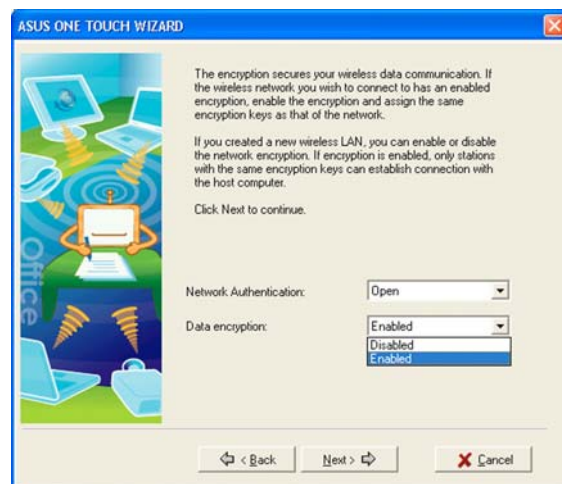 ASUS ONE TOUCH WIZARD
The encryption secures your wireless data communication. If
the wireless network you wish to connect to has an enabled
encryption, enable the encryption and assign the same
encryption keys as that of the network.
If you created a new wireless LAN, you can enable or disable
the network encryption. If encryption is enabled, only stations
with the same encryption keys can establish connection with
the host computer.
Click Next to continue.
Office
Network Authentication: Open
Data encryption: Enabled
Disabled
Enabled
< Back Next > Cancel